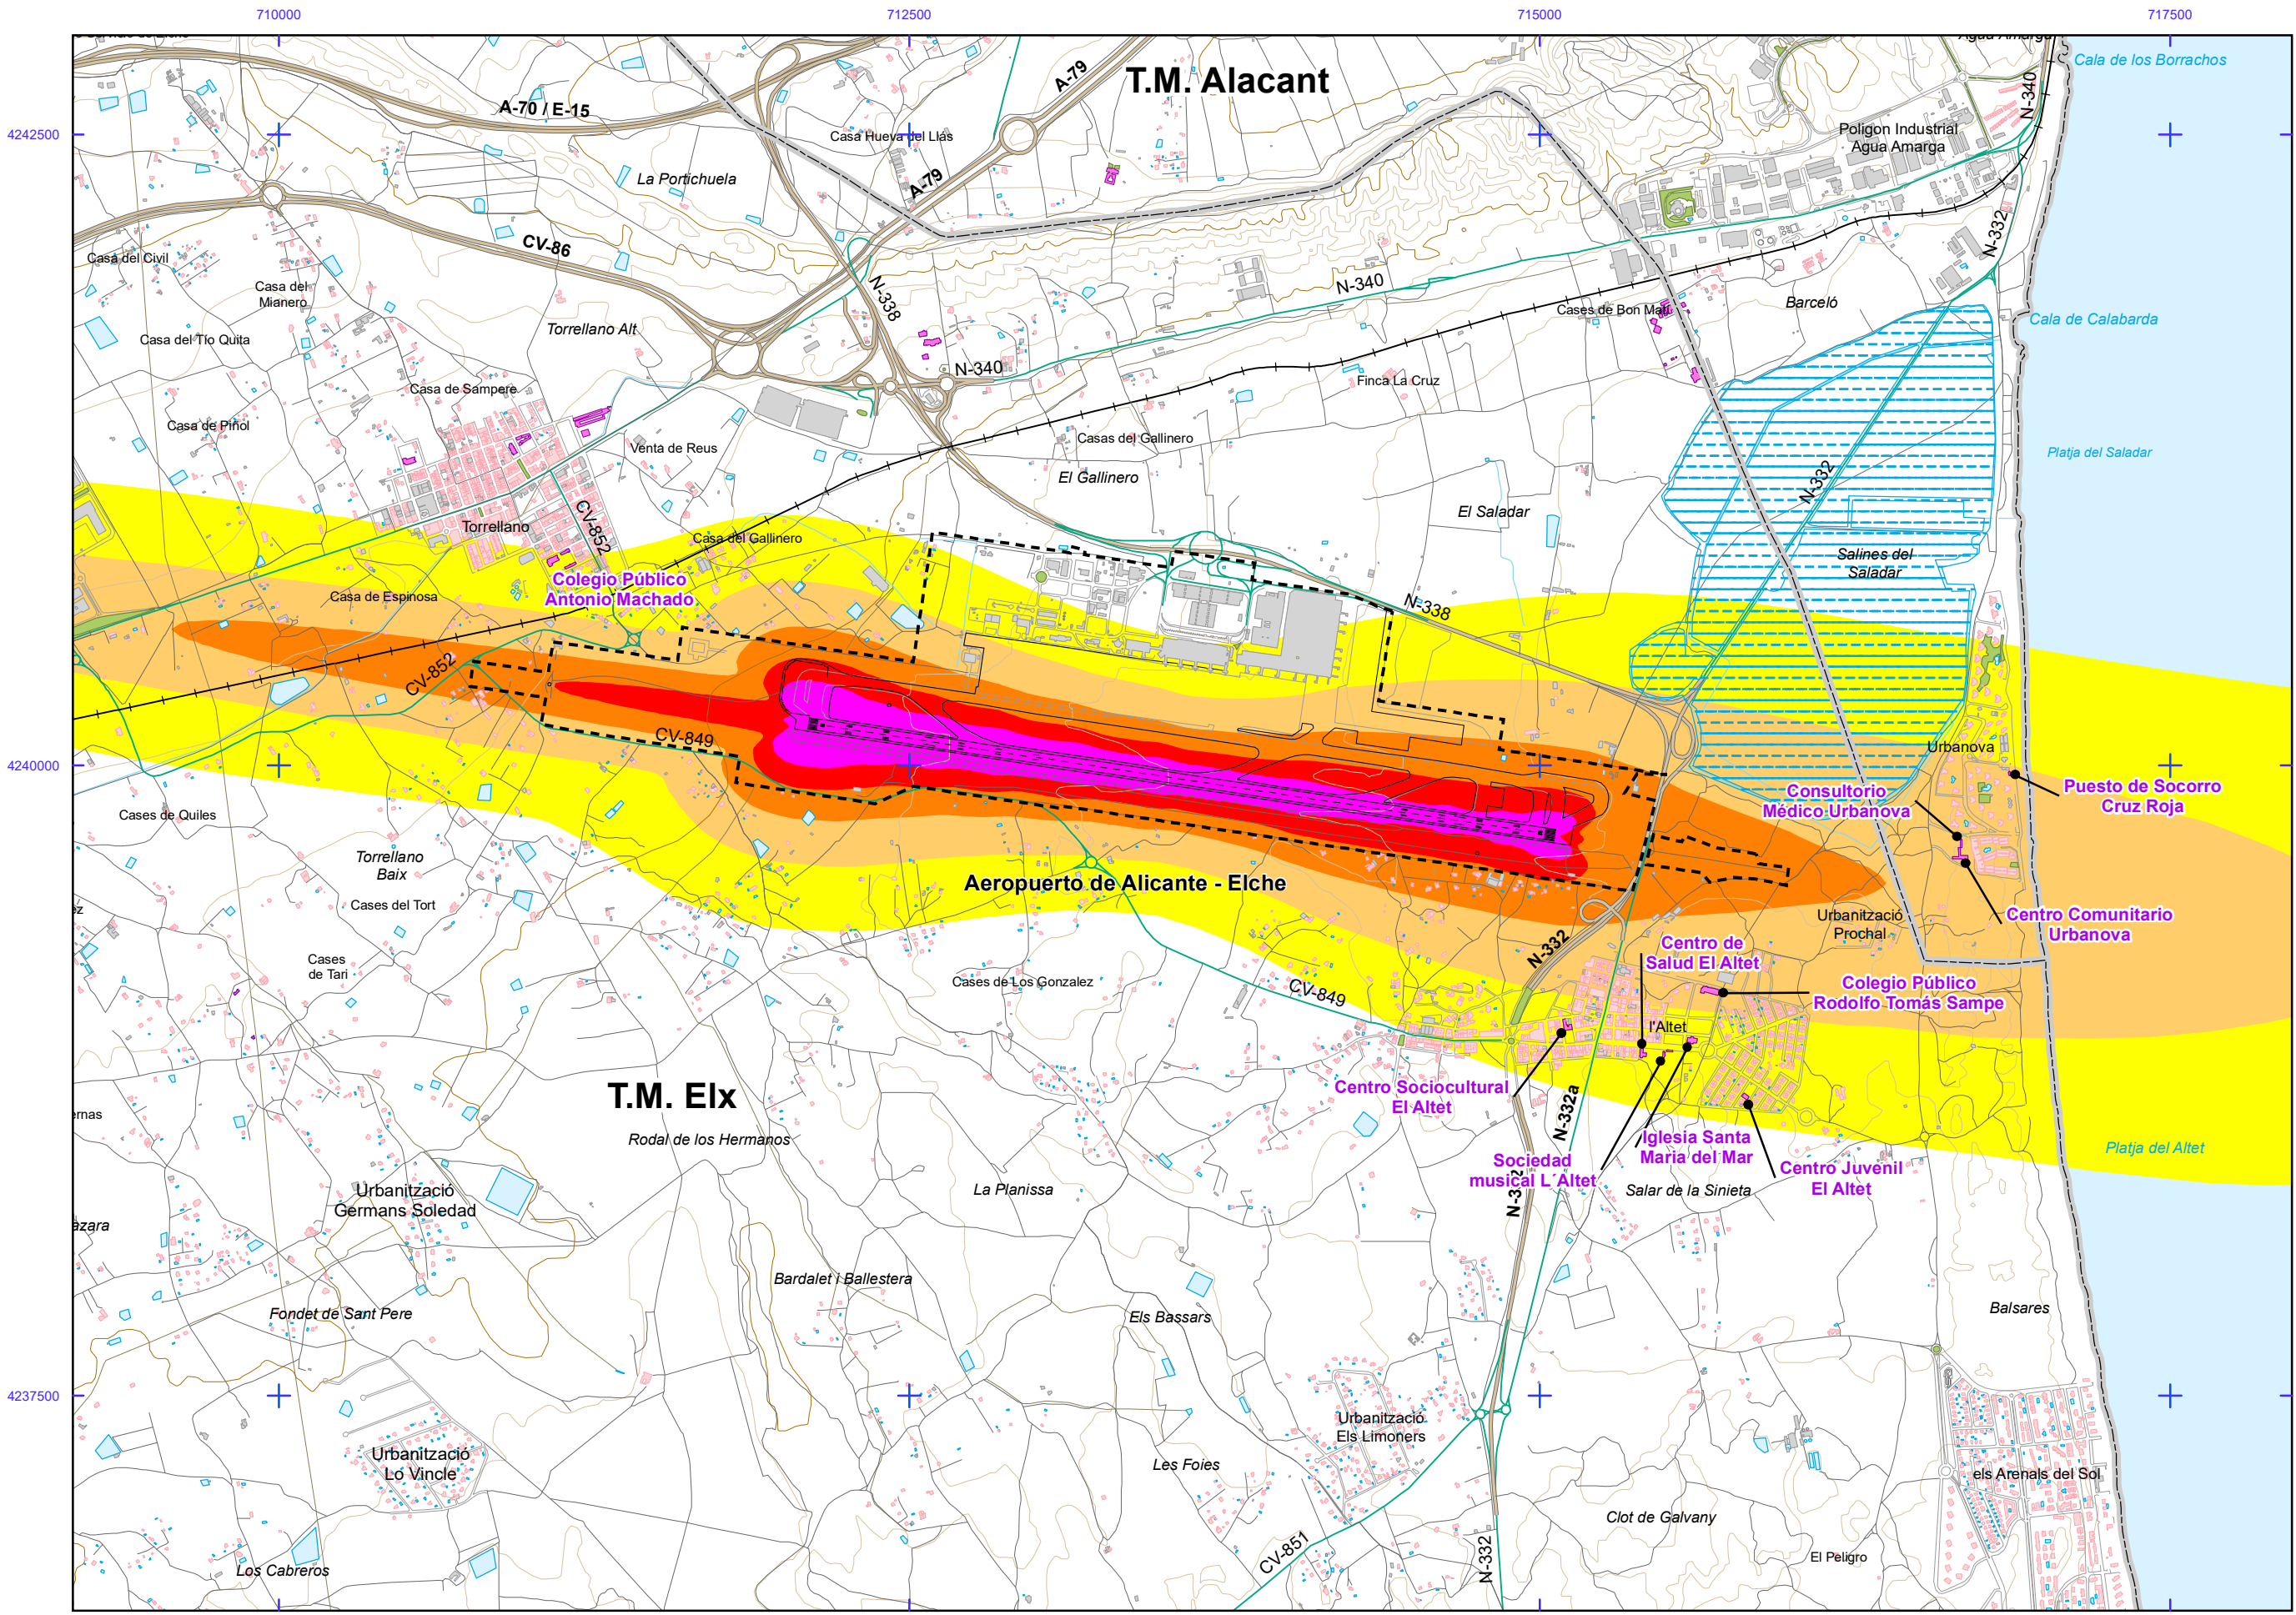 710000
712500
715000
717500
4242500
4240000
4237500
Agua Amarga
Cala de los Borrachos
T.M. Alacant
A-79
N-340
A-70 / E-15
Casa Hueva del Llás
Poligon Industrial
Agua Amarga
La Portichuela
A-79
N-332
CV-86
Casa del Civil
Casa del
Mianero
N-338
N-340
Cases de Bon Matí
Barceló
Cala de Calabarda
Torrellano Alt
Casa del Tío Quita
N-340
Finca La Cruz
Casa de Sampere
Casa de Piñol
Venta de Reus
Casas del Gallinero
El Gallinero
Platja del Saladar
N-332
El Saladar
Torrellano
CV-852
Casa del Gallinero
Salines del
Saladar
Colegio Público
Antonio Machado
Casa de Espinosa
N-338
CV-852
CV-849
Urbanova
Puesto de Socorro
Cruz Roja
Consultorio
Médico Urbanova
Cases de Quiles
Torrellano
Baix
Aeropuerto de Alicante - Elche
Cases del Tort
ez
Urbanització
Prochal
Centro Comunitario
Urbanova
N-332
Centro de
Salud El Altet
Cases
de Tari
Cases de Los Gonzalez
CV-849
Colegio Público
Rodolfo Tomás Sampe
l'Altet
Centro Sociocultural
El Altet
T.M. Elx
N-332a
ernas
Rodal de los Hermanos
Iglesia Santa
Maria del Mar
Platja del Altet
Sociedad
musical L´Altet
Centro Juvenil
El Altet
N-332
La Planissa
Salar de la Sinieta
Urbanització
Germans Soledad
azara
Bardalet i Ballestera
Fondet de Sant Pere
Els Bassars
Balsares
Urbanització
Els Limoners
Urbanització
Lo Vincle
Les Foies
els Arenals del Sol
Clot de Galvany
CV-851
N-332
El Peligro
Los Cabreros